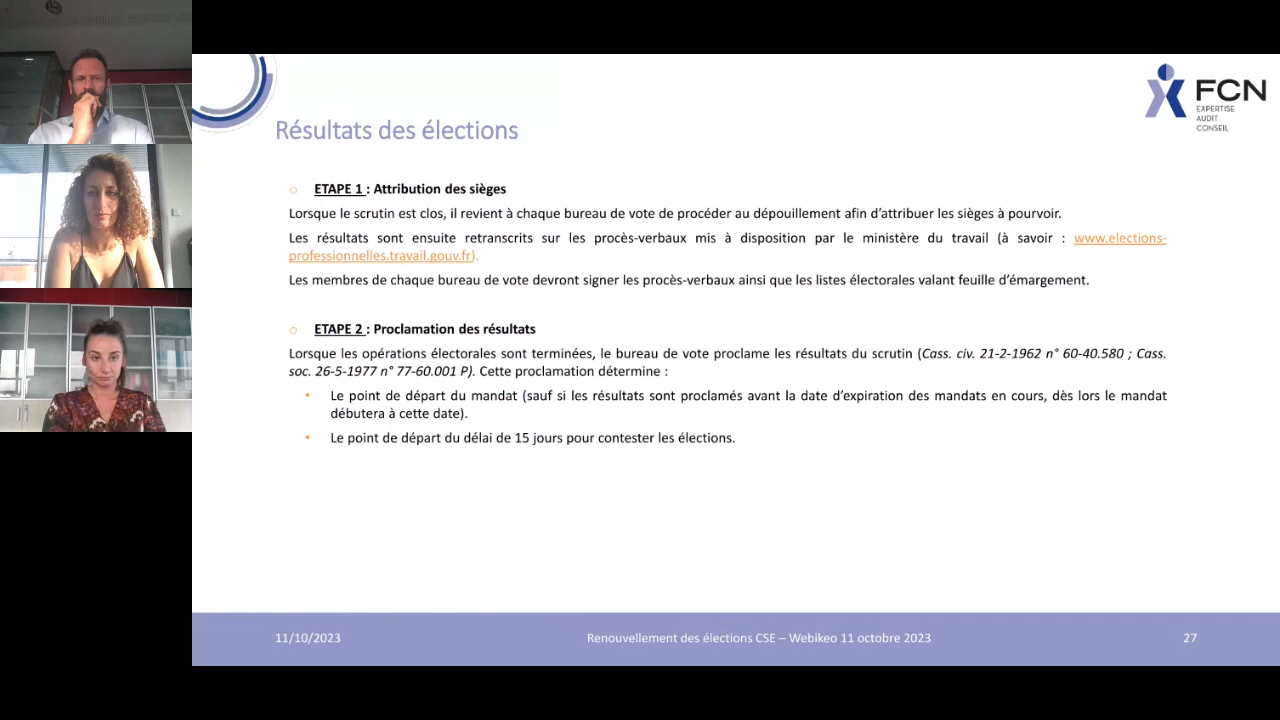 FCN
EXPERTISE
AUDIT
CONSEIL
Résultats des élections
o ETAPE 1 : Attribution des sièges
Lorsque le scrutin est clos, il revient à chaque bureau de vote de procéder au dépouillement afin d'attribuer les sièges à pourvoir.
Les résultats sont ensuite retranscrits sur les procès-verbaux mis à disposition par le ministère du travail (à savoir : www.elections-
professionnelles.travail.gouv.fr).
Les membres de chaque bureau de vote devront signer les procès-verbaux ainsi que les listes électorales valant feuille d'émargement.
o ETAPE 2 : Proclamation des résultats
Lorsque les opérations électorales sont terminées, le bureau de vote proclame les résultats du scrutin (Cass. civ. 21-2-1962 n° 60-40.580 ; Cass.
soc. 26-5-1977 n° 77-60.001 P). Cette proclamation détermine :
• Le point de départ du mandat (sauf si les résultats sont proclamés avant la date d'expiration des mandats en cours, dès lors le mandat
débutera à cette date).
• Le point de départ du délai de 15 jours pour contester les élections.
11/10/2023 Renouvellement des élections CSE – Webikeo 11 octobre 2023 27